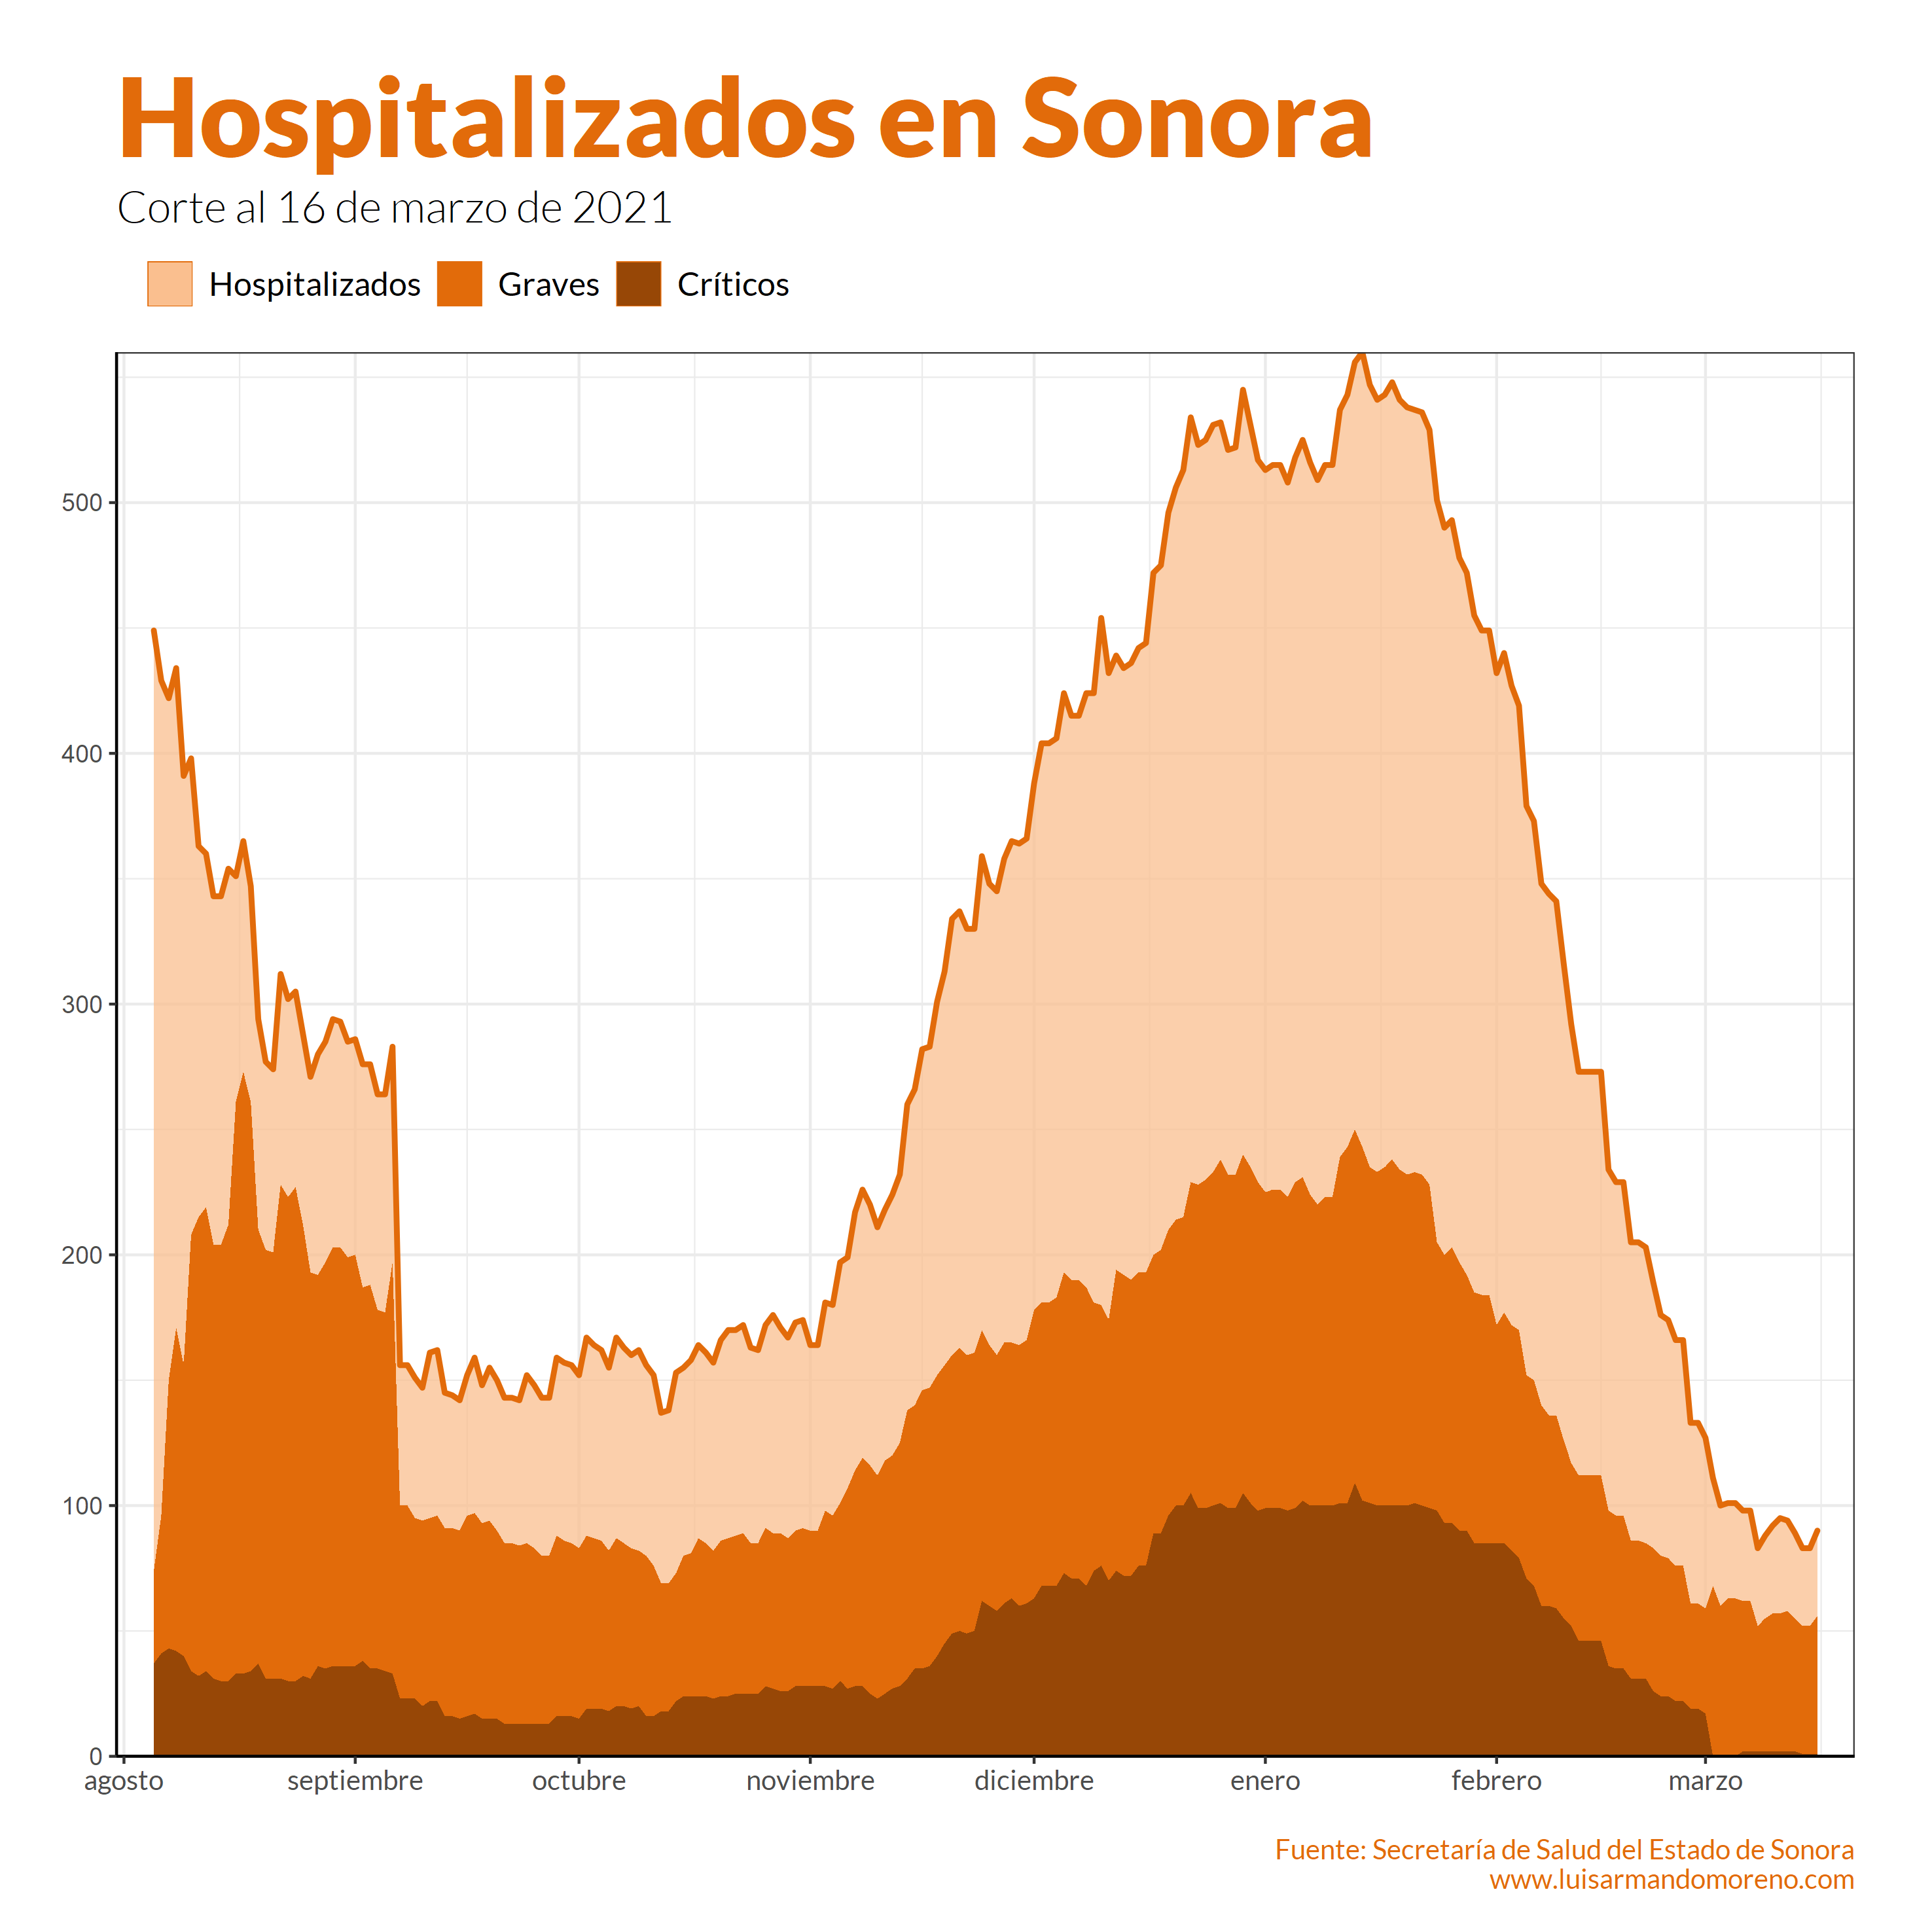 Hospitalizados en Sonora
Corte al 16 de marzo de 2021
Hospitalizados Graves Críticos
500
400
300
200
100
0
agosto septiembre octubre noviembre diciembre enero febrero marzo
Fuente: Secretaría de Salud del Estado de Sonora
www.luisarmandomoreno.com